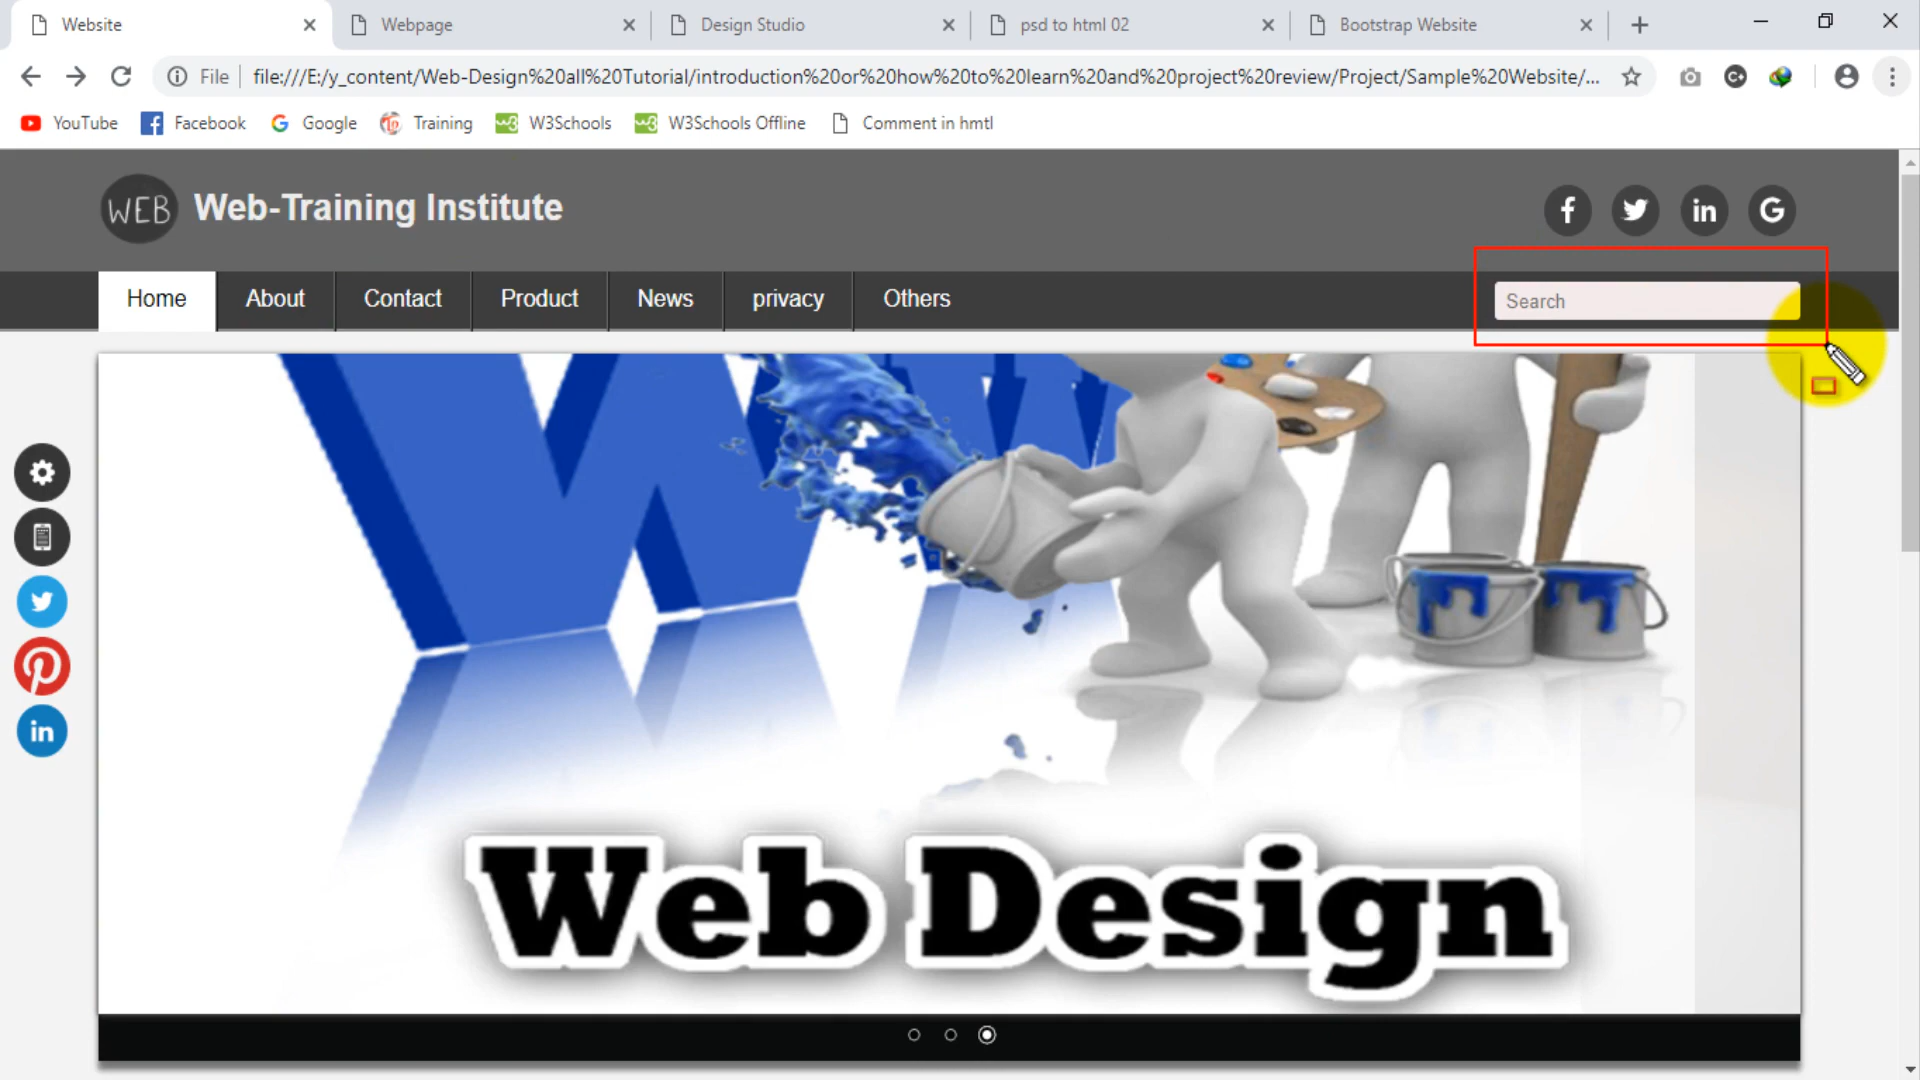 Website
Webpage
Design Studio
psd to html 02
Bootstrap Website
File
file:///E:/y_content/Web-Design%20all%20Tutorial/introduction%20or%20how%20to%20learn%20and%20project%20review/Project/Sample%20Website/...
YouTube
Facebook
Google
Training
W3Schools
W3Schools Offline
Comment in hmtl
WEB
Web-Training Institute
Home
About
Contact
Product
News
privacy
Others
Search
Web Design